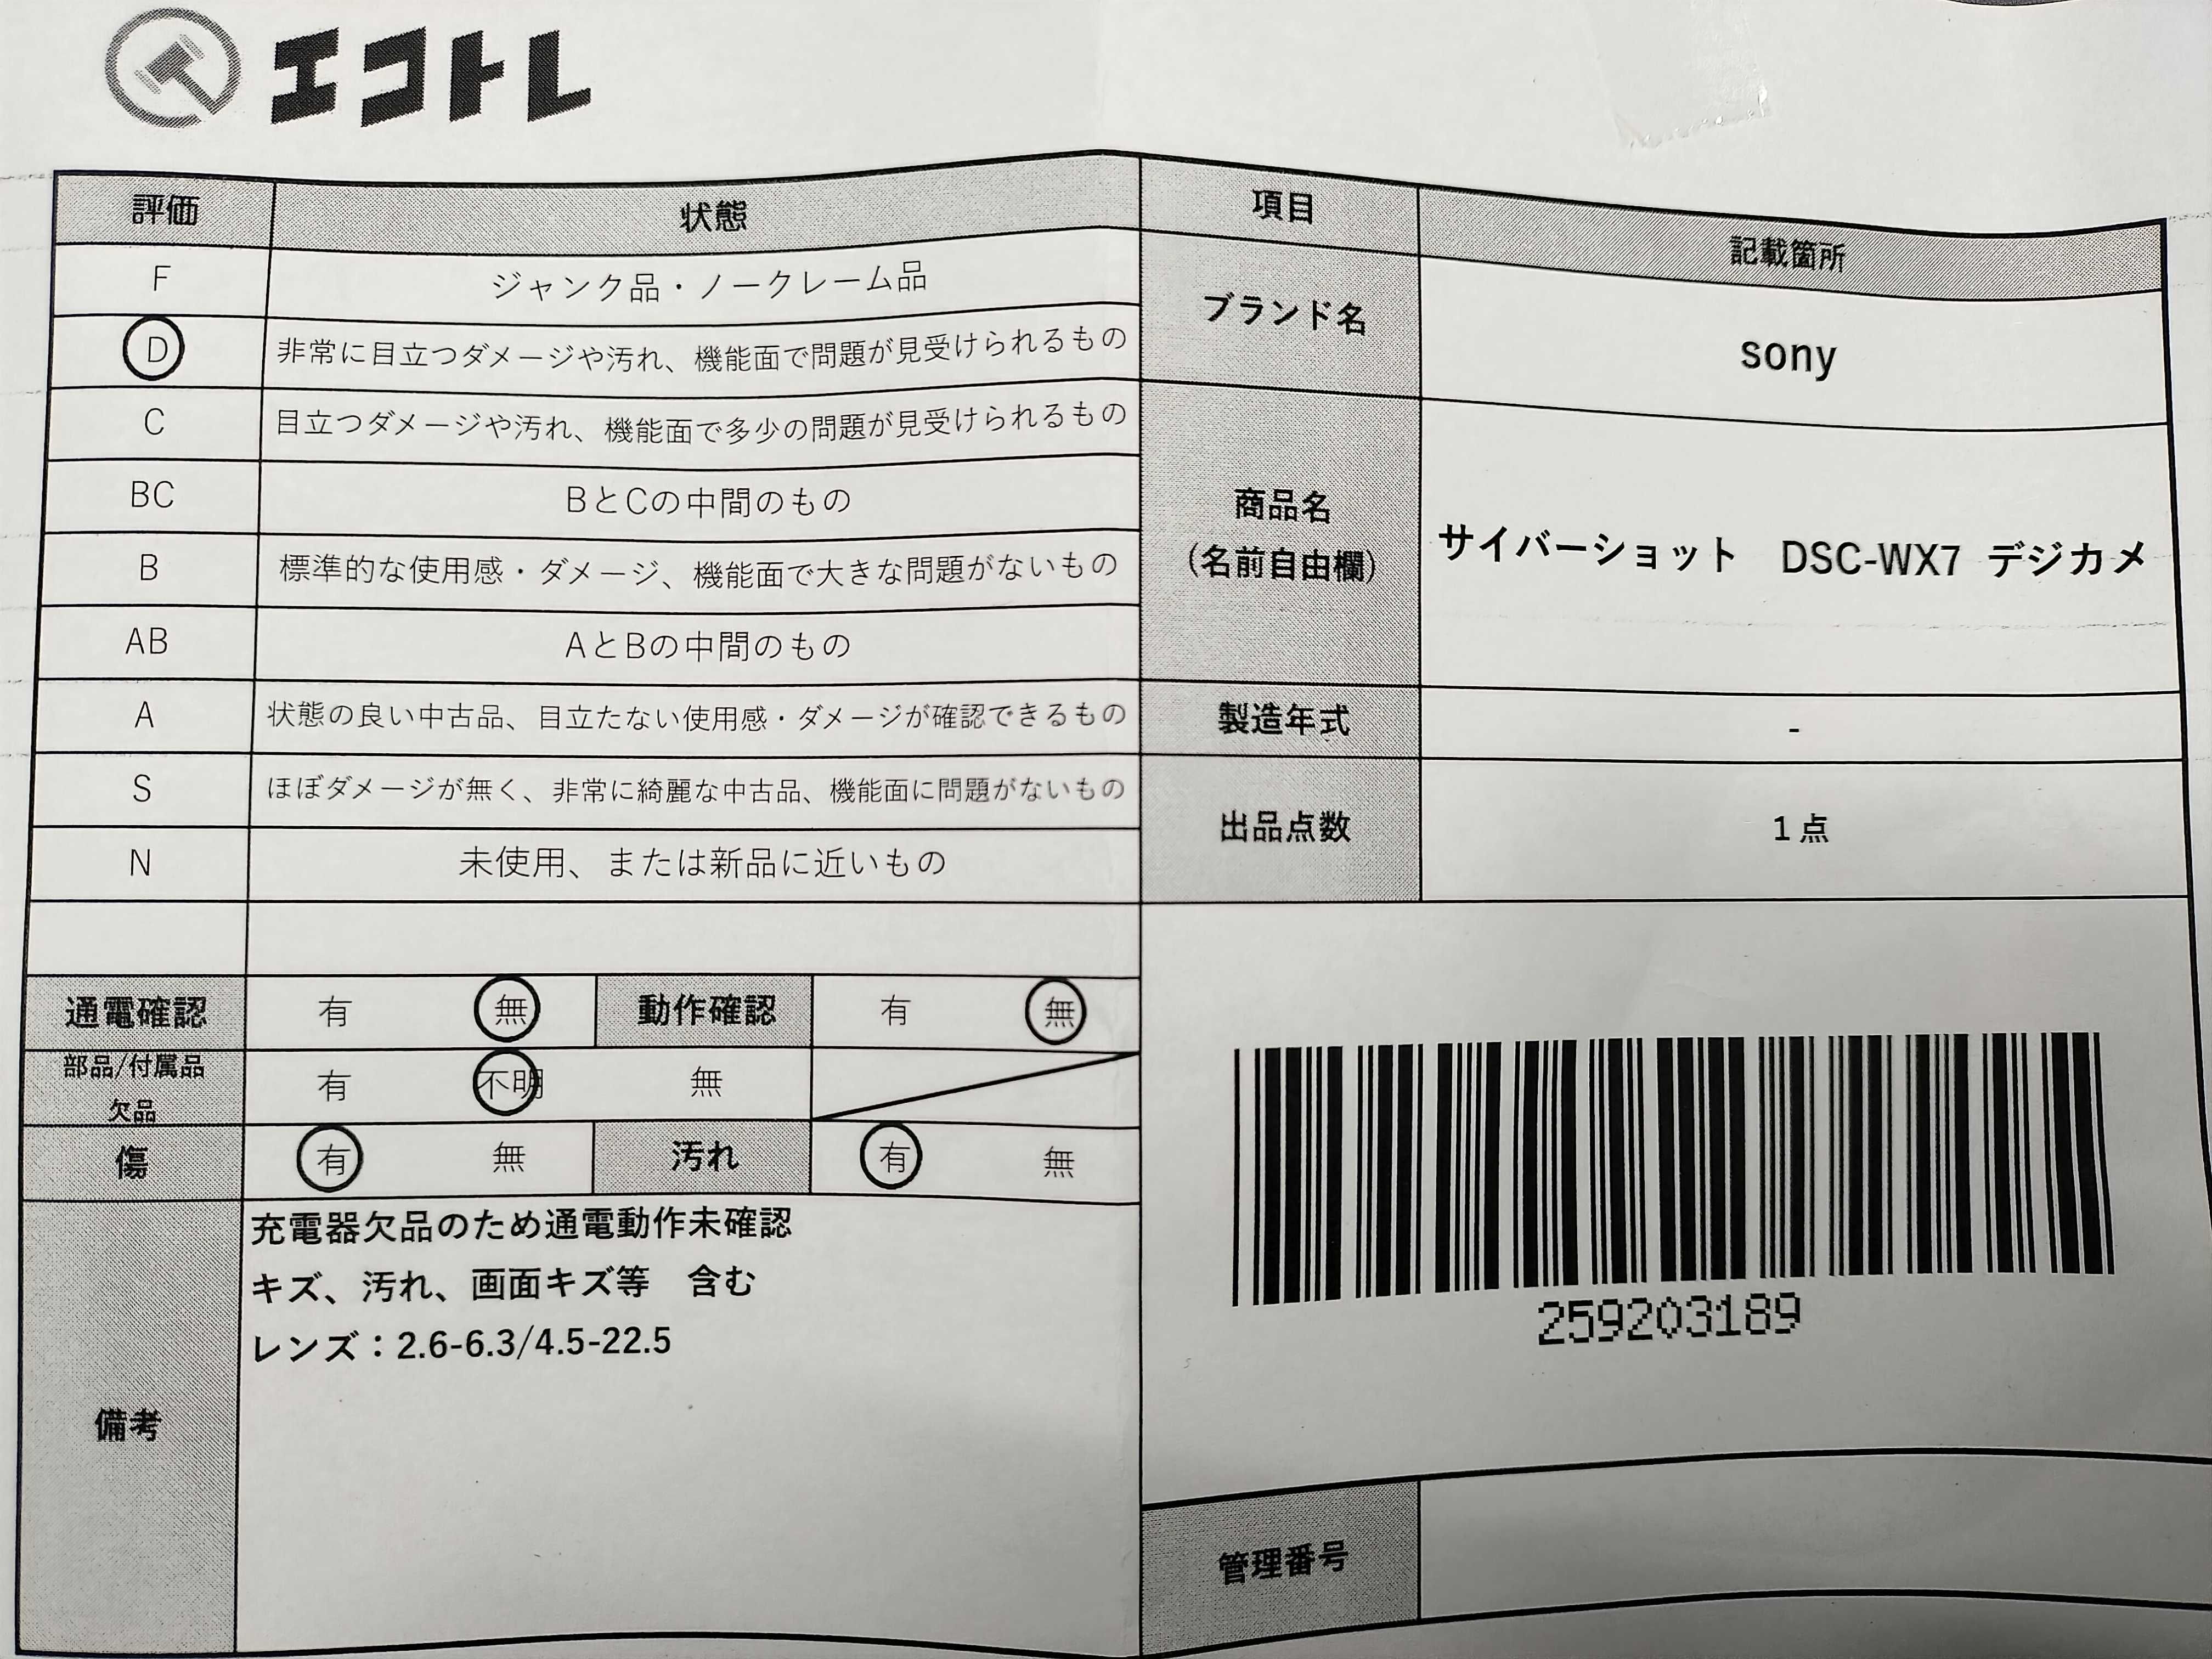 エコトレ
評価 状態
F ジャンク品・ノークレーム品
D 非常に目立つダメージや汚れ、機能面で問題が見受けられるもの
C 目立つダメージや汚れ、機能面で多少の問題が見受けられるもの
BC BとCの中間のもの
B 標準的な使用感・ダメージ、機能面で大きな問題がないもの
AB AとBの中間のもの
A 状態の良い中古品、目立たない使用感・ダメージが確認できるもの
S ほぼダメージが無く、非常に綺麗な中古品、機能面に問題がないもの
N 未使用、または新品に近いもの
通電確認 有 無 動作確認 有 無
部品/付属品
欠品 有 不明 無
傷 有 無 汚れ 有 無
備考
充電器欠品のため通電動作未確認
キズ、汚れ、画面キズ等　含む
レンズ：2.6-6.3/4.5-22.5
項目 記載箇所
ブランド名 sony
商品名
(名前自由欄) サイバーショット　DSC-WX7 デジカメ
製造年式 -
出品点数 1点
259203189
管理番号